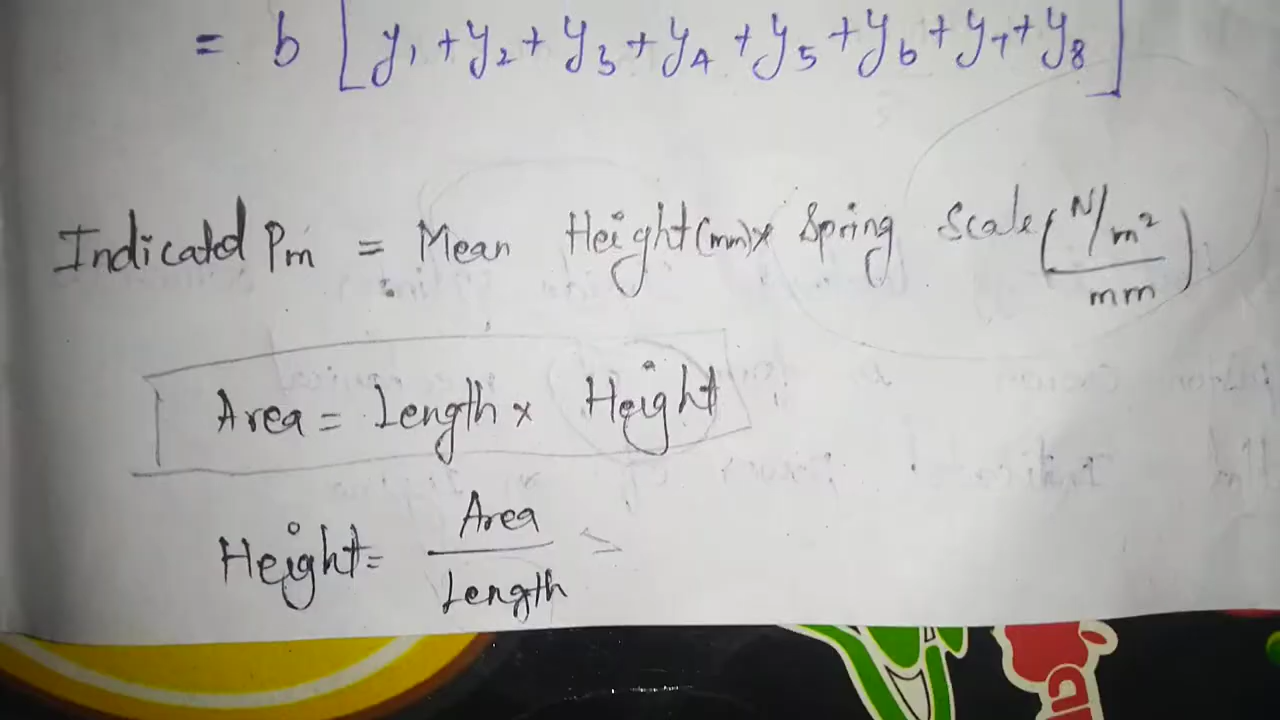 = b [y₁ + y₂ + y₃ + y₄ + y₅ + y₆ + y₇ + y₈]
Indicated Pm = Mean Height(mm) x Spring Scale (N/m²/mm)
Area = Length x Height
Height = Area/Length